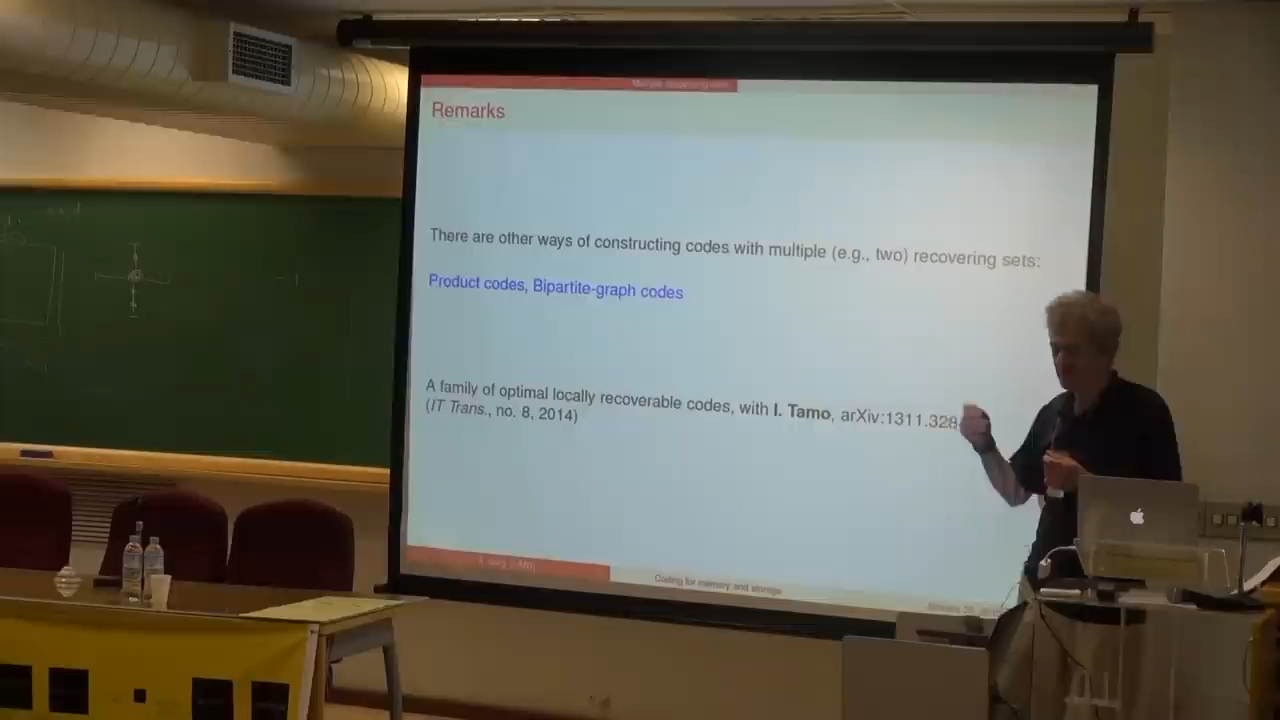 Remarks
There are other ways of constructing codes with multiple (e.g., two) recovering sets:
Product codes, Bipartite-graph codes
A family of optimal locally recoverable codes, with I. Tamo, arXiv:1311.328
(IT Trans., no. 8, 2014)
Coding for memory and storage